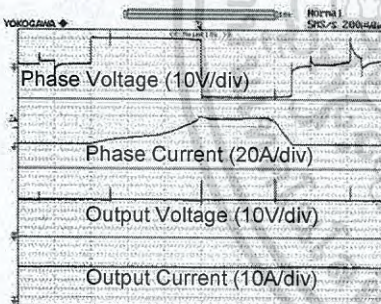 YOKOGAWA
Normal
Phase Voltage (10V/div)
Phase Current (20A/div)
Output Voltage (10V/div)
Output Current (10A/div)